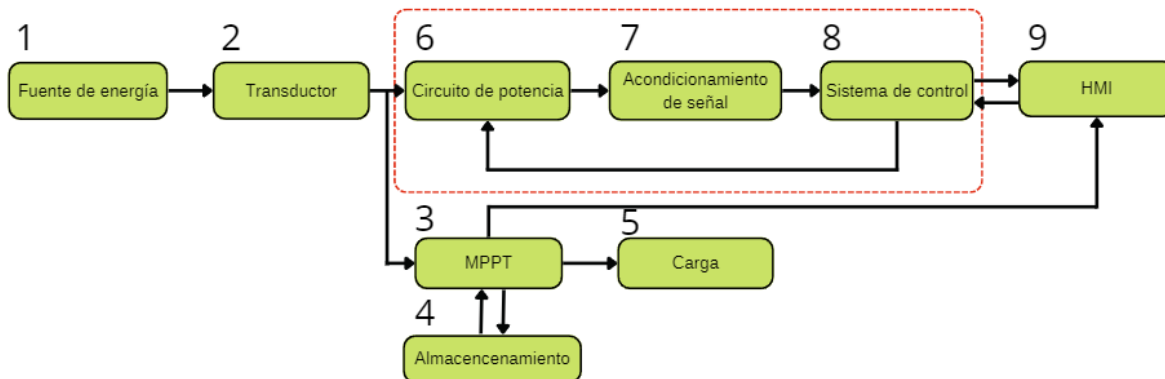 1
Fuente de energía
2
Transductor
6
Circuito de potencia
7
Acondicionamiento
de señal
8
Sistema de control
9
HMI
3
MPPT
5
Carga
4
Almacencenamiento